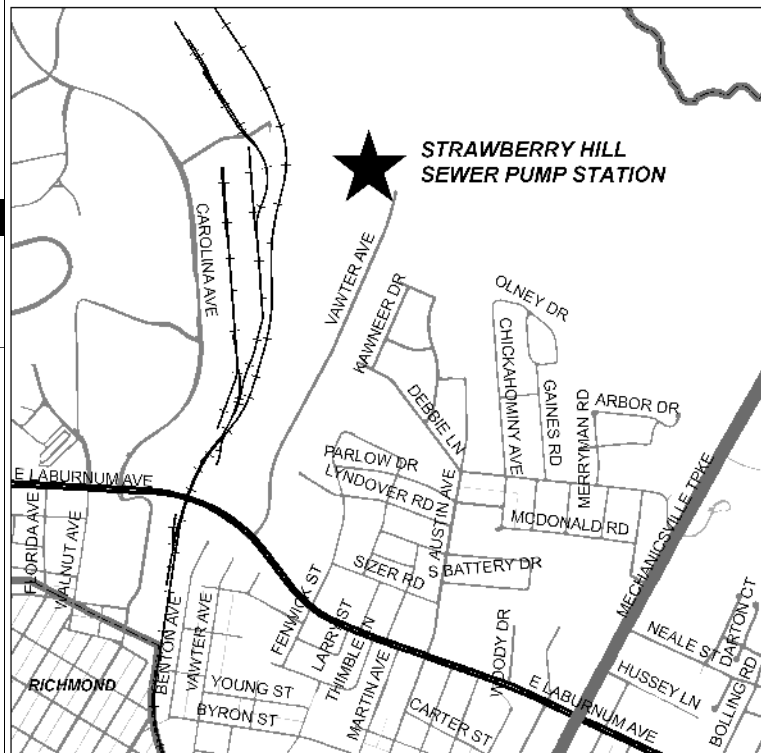 STRAWBERRY HILL
SEWER PUMP STATION
CAROLINA AVE
VAWTER AVE
KAWNEER DR
OLNEY DR
CHICKAHOMINY AVE
GAINES RD
MERRYMAN RD
ARBOR DR
DEBBIE LN
PARLOW DR
LYNDOVER RD
AUSTIN AVE
MECHANICSVILLE TPKE
E LABURNUM AVE
FLORIDA AVE
WALNUT AVE
MCDONALD RD
SIZER RD
S BATTERY DR
FENWICK ST
LARRY ST
THIMBLE LN
MARTIN AVE
WOODY DR
BENTON AVE
VAWTER AVE
YOUNG ST
BYRON ST
CARTER ST
E LABURNUM AVE
NEALE ST
DARTON CT
HUSSEY LN
BOLLING RD
RICHMOND